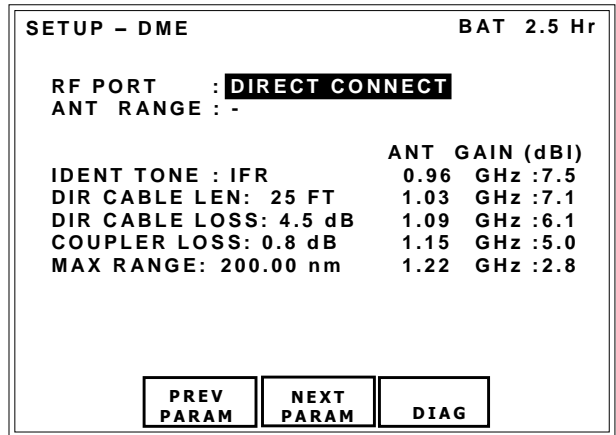 SETUP – DME BAT 2.5 Hr
RF PORT : DIRECT CONNECT
ANT RANGE : -
ANT GAIN (dBI)
IDENT TONE : IFR 0.96 GHz :7.5
DIR CABLE LEN: 25 FT 1.03 GHz :7.1
DIR CABLE LOSS: 4.5 dB 1.09 GHz :6.1
COUPLER LOSS: 0.8 dB 1.15 GHz :5.0
MAX RANGE: 200.00 nm 1.22 GHz :2.8
PREV PARAM
NEXT PARAM
DIAG